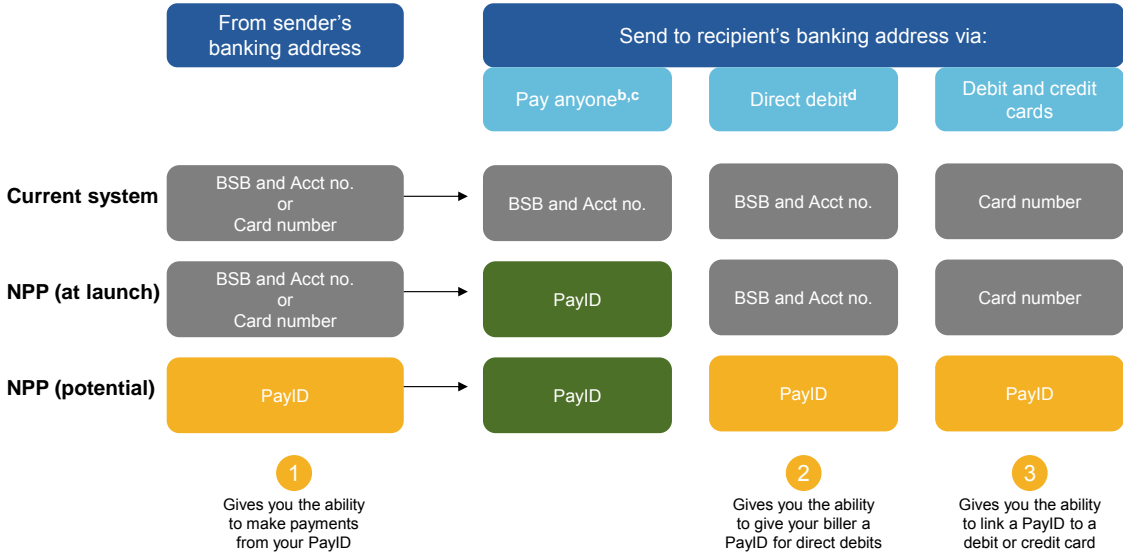 From sender's
banking address
Send to recipient's banking address via:
Pay anyoneb,c
Direct debitd
Debit and credit
cards
Current system
BSB and Acct no.
or
Card number
BSB and Acct no.
BSB and Acct no.
Card number
NPP (at launch)
BSB and Acct no.
or
Card number
PayID
BSB and Acct no.
Card number
NPP (potential)
PayID
PayID
PayID
PayID
1
Gives you the ability
to make payments
from your PayID
2
Gives you the ability
to give your biller a
PayID for direct debits
3
Gives you the ability
to link a PayID to a
debit or credit card